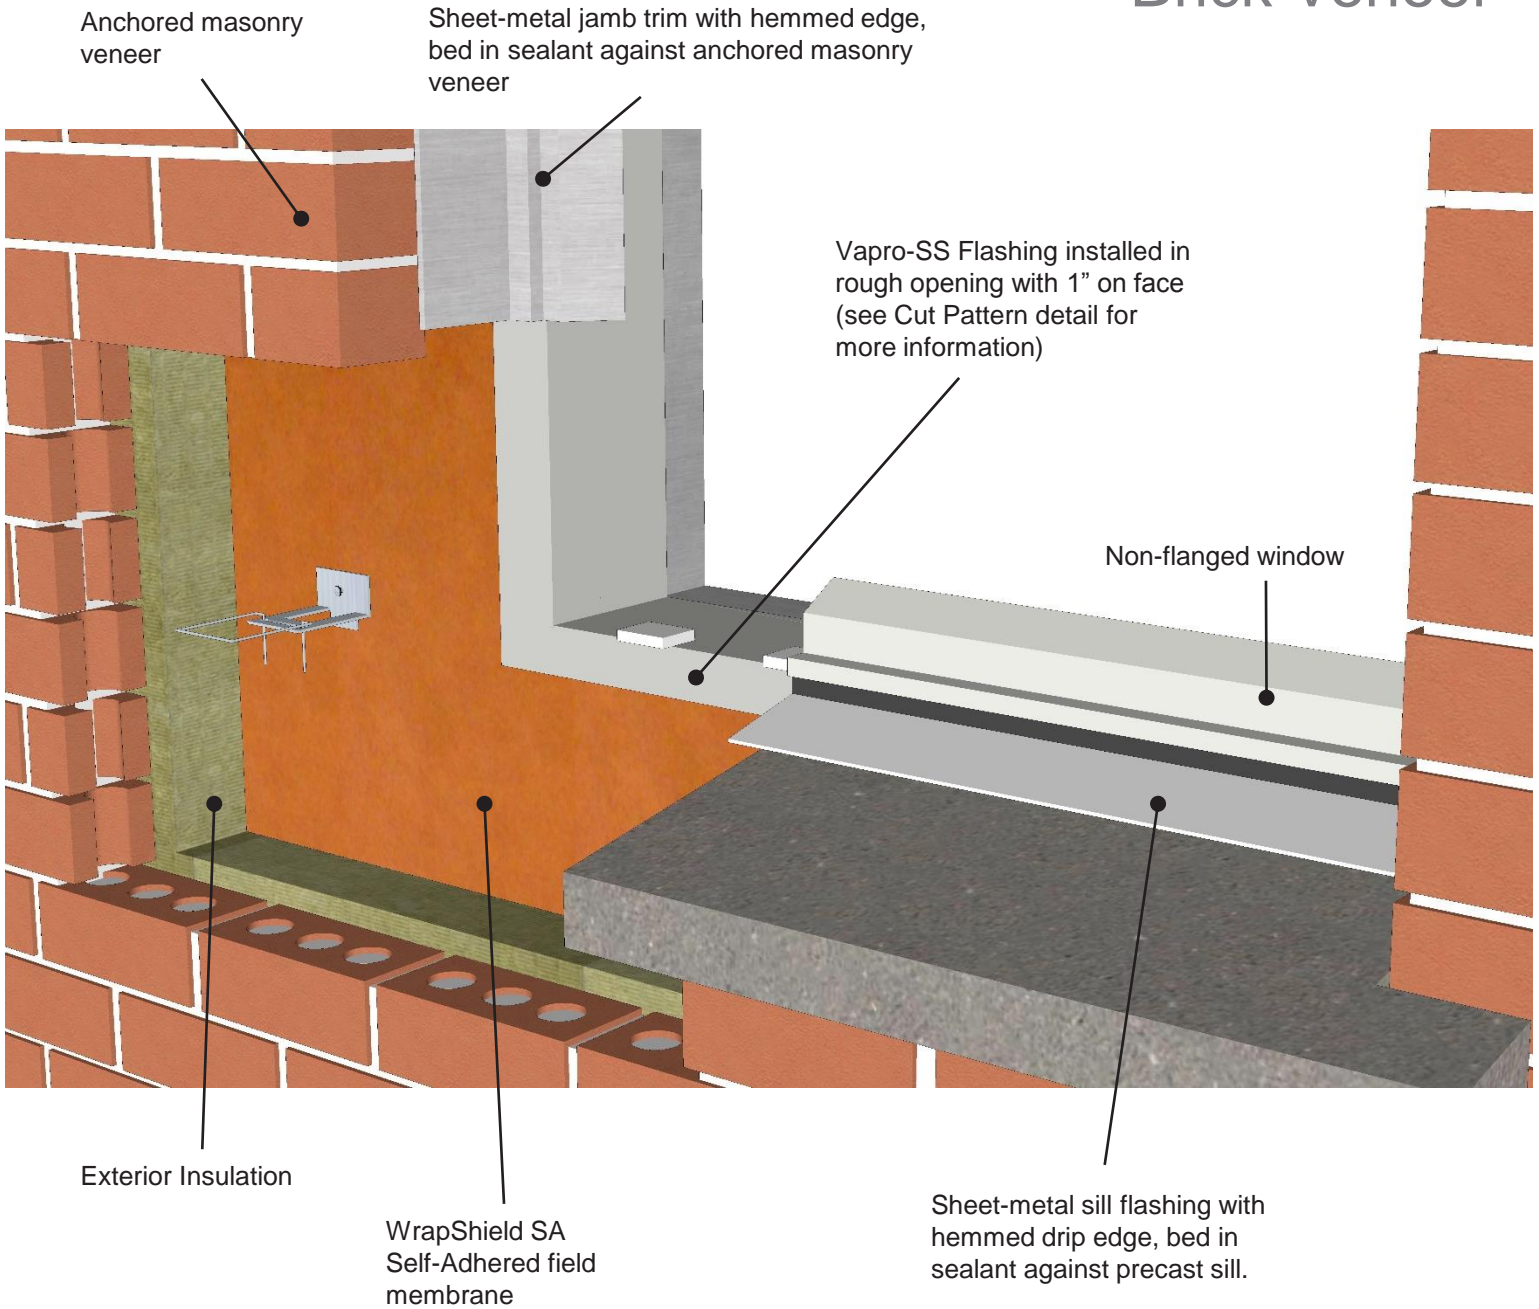 Brick Veneer
Anchored masonry
veneer
Sheet-metal jamb trim with hemmed edge,
bed in sealant against anchored masonry
veneer
Vapro-SS Flashing installed in
rough opening with 1” on face
(see Cut Pattern detail for
more information)
Non-flanged window
Exterior Insulation
WrapShield SA
Self-Adhered field
membrane
Sheet-metal sill flashing with
hemmed drip edge, bed in
sealant against precast sill.